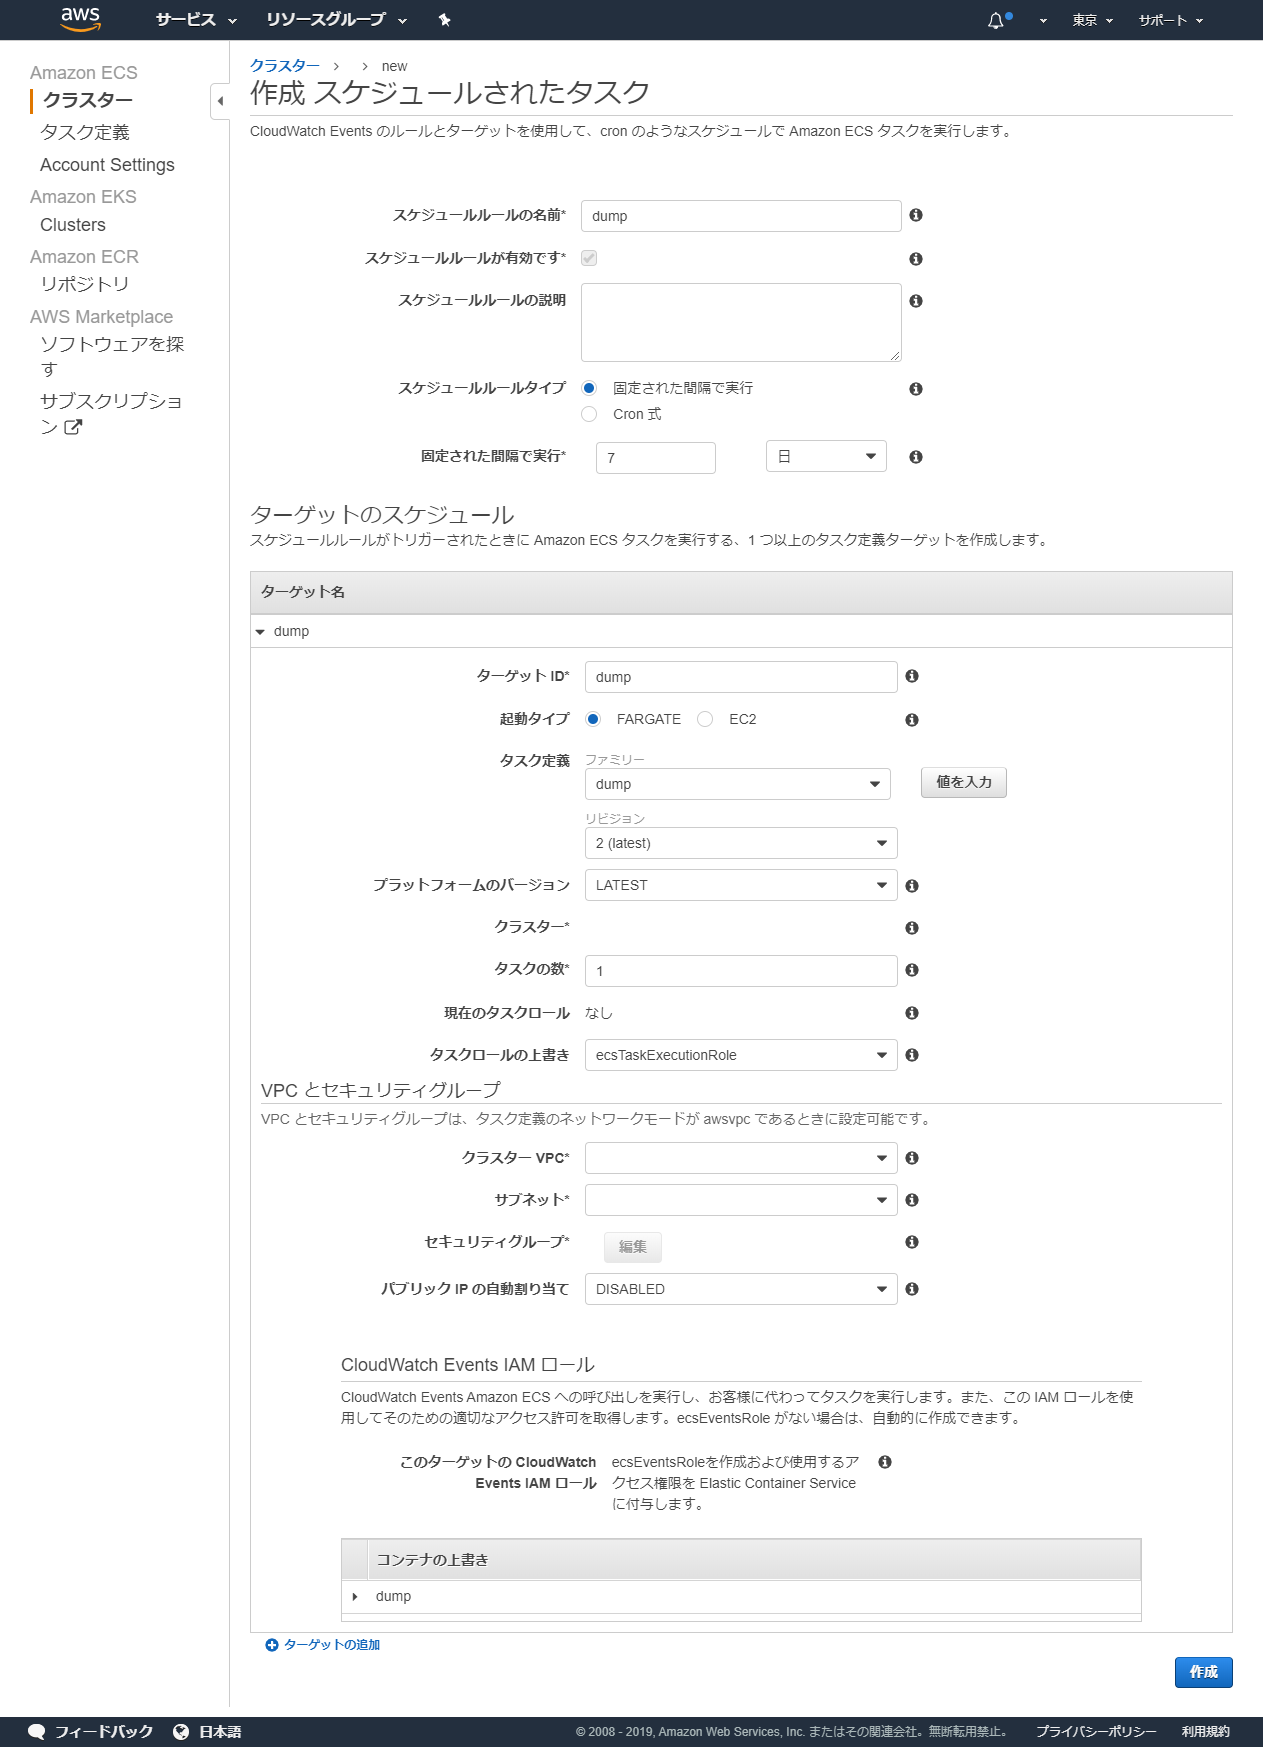 aws サービス リソースグループ 東京 サポート
Amazon ECS
クラスター
タスク定義
Account Settings
Amazon EKS
Clusters
Amazon ECR
リポジトリ
AWS Marketplace
ソフトウェアを探
す
サブスクリプショ
ン
クラスター > > new
作成 スケジュールされたタスク
CloudWatch Events のルールとターゲットを使用して、cron のようなスケジュールで Amazon ECS タスクを実行します。
スケジュールルールの名前* dump
スケジュールルールが有効です*
スケジュールルールの説明
スケジュールルールタイプ 固定された間隔で実行
Cron 式
固定された間隔で実行* 7 日
ターゲットのスケジュール
スケジュールルールがトリガーされたときに Amazon ECS タスクを実行する、1 つ以上のタスク定義ターゲットを作成します。
ターゲット名
dump
ターゲット ID* dump
起動タイプ FARGATE EC2
タスク定義 ファミリー
dump 値を入力
リビジョン
2 (latest)
プラットフォームのバージョン LATEST
クラスター*
タスクの数* 1
現在のタスクロール なし
タスクロールの上書き ecsTaskExecutionRole
VPC とセキュリティグループ
VPC とセキュリティグループは、タスク定義のネットワークモードが awsvpc であるときに設定可能です。
クラスター VPC*
サブネット*
セキュリティグループ* 編集
パブリック IP の自動割り当て DISABLED
CloudWatch Events IAM ロール
CloudWatch Events Amazon ECS への呼び出しを実行し、お客様に代わってタスクを実行します。また、この IAM ロールを使
用してそのための適切なアクセス許可を取得します。ecsEventsRole がない場合は、自動的に作成できます。
このターゲットの CloudWatch ecsEventsRoleを作成および使用するア
Events IAM ロール クセス権限を Elastic Container Service
に付与します。
コンテナの上書き
dump
ターゲットの追加
作成
フィードバック 日本語 © 2008 - 2019, Amazon Web Services, Inc. またはその関連会社。無断転用禁止。 プライバシーポリシー 利用規約